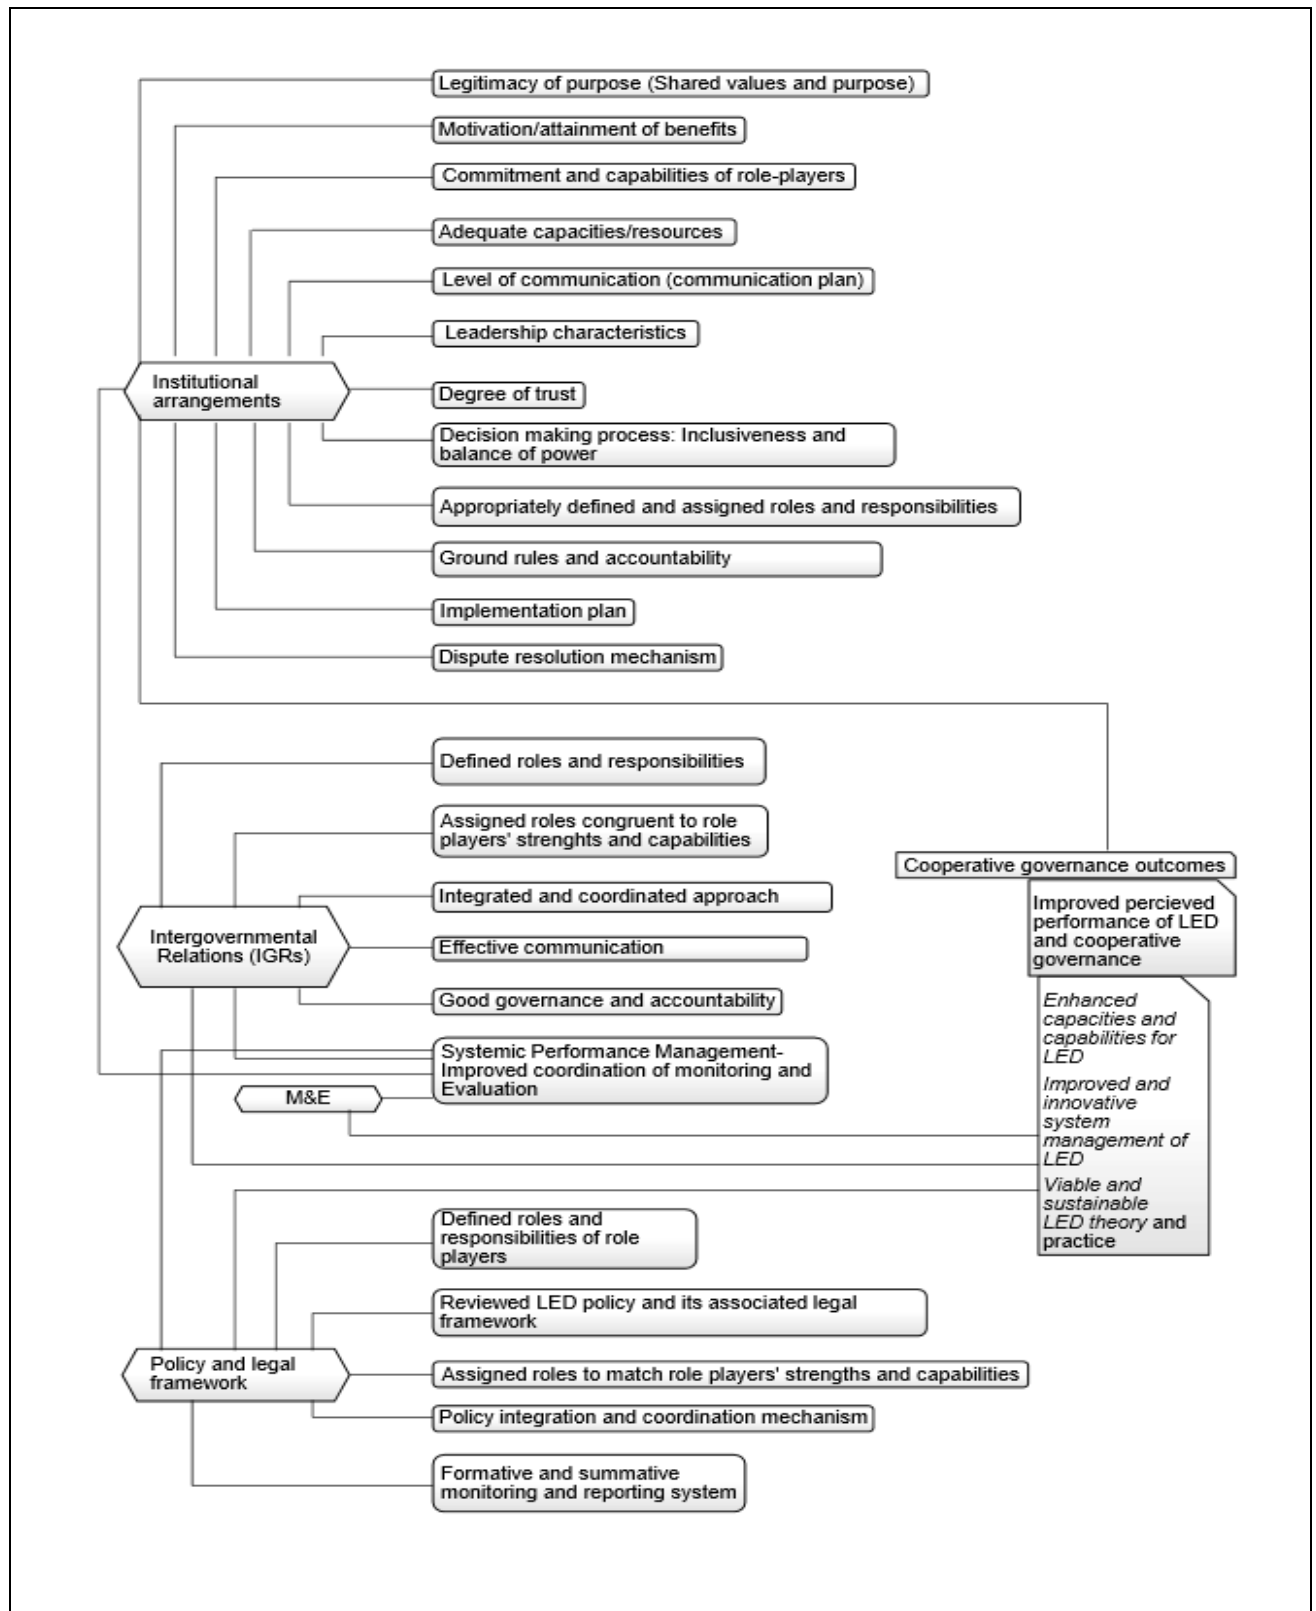 Legitimacy of purpose (Shared values and purpose)
Motivation/attainment of benefits
Commitment and capabilities of role-players
Adequate capacities/resources
Level of communication (communication plan)
Leadership characteristics
Institutional
arrangements
Degree of trust
Decision making process: Inclusiveness and
balance of power
Appropriately defined and assigned roles and responsibilities
Ground rules and accountability
Implementation plan
Dispute resolution mechanism
Defined roles and responsibilities
Assigned roles congruent to role
players' strenghts and capabilities
Integrated and coordinated approach
Intergovernmental
Relations (IGRs)
Effective communication
Good governance and accountability
Systemic Performance Management-
Improved coordination of monitoring and
Evaluation
M&E
Cooperative governance outcomes
Improved percieved
performance of LED
and cooperative
governance
Enhanced
capacities and
capabilities for
LED
Improved and
innovative
system
management of
LED
Viable and
sustainable
LED theory and
practice
Defined roles and
responsibilities of role
players
Reviewed LED policy and its associated legal
framework
Policy and legal
framework
Assigned roles to match role players' strengths and capabilities
Policy integration and coordination mechanism
Formative and summative
monitoring and reporting system